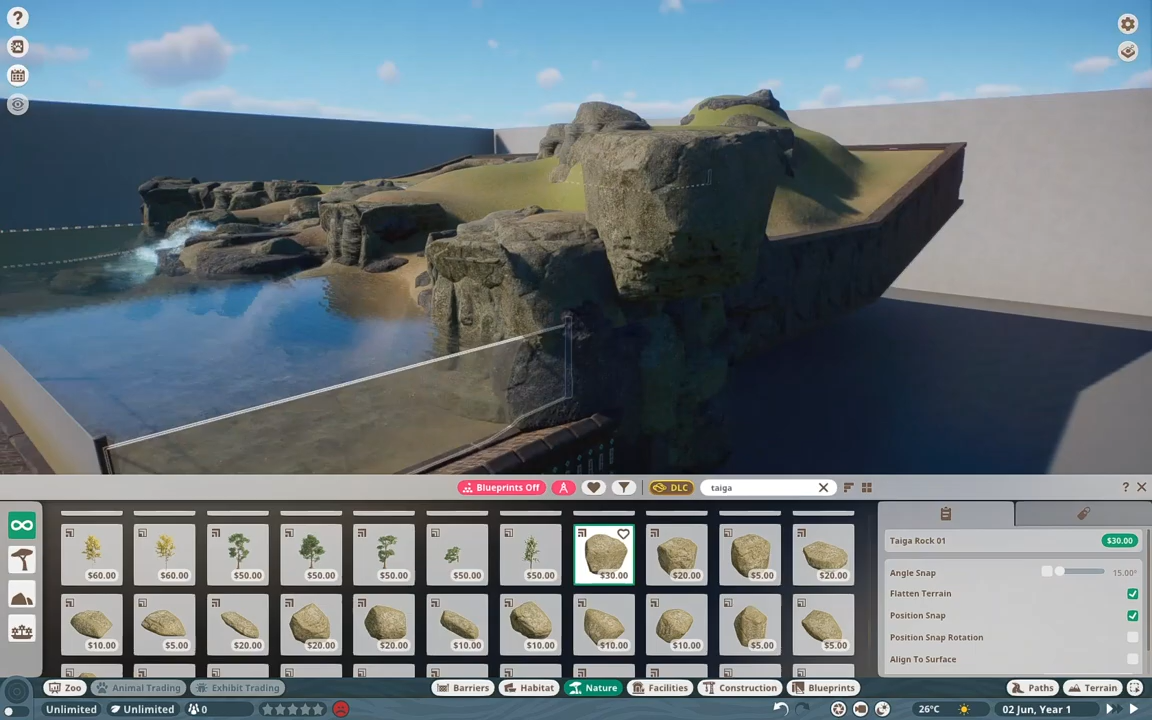 ?
Blueprints Off
DLC
taiga
?
$60.00 $60.00 $50.00 $50.00 $50.00 $50.00 $50.00 $30.00 $20.00 $5.00 $20.00
$10.00 $5.00 $20.00 $20.00 $20.00 $10.00 $10.00 $10.00 $10.00 $5.00 $5.00
Taiga Rock 01 $30.00
Angle Snap 15.00°
Flatten Terrain
Position Snap
Position Snap Rotation
Align To Surface
Zoo Animal Trading Exhibit Trading Barriers Habitat Nature Facilities Construction Blueprints Paths Terrain
Unlimited Unlimited 0 26°C 02 Jun, Year 1